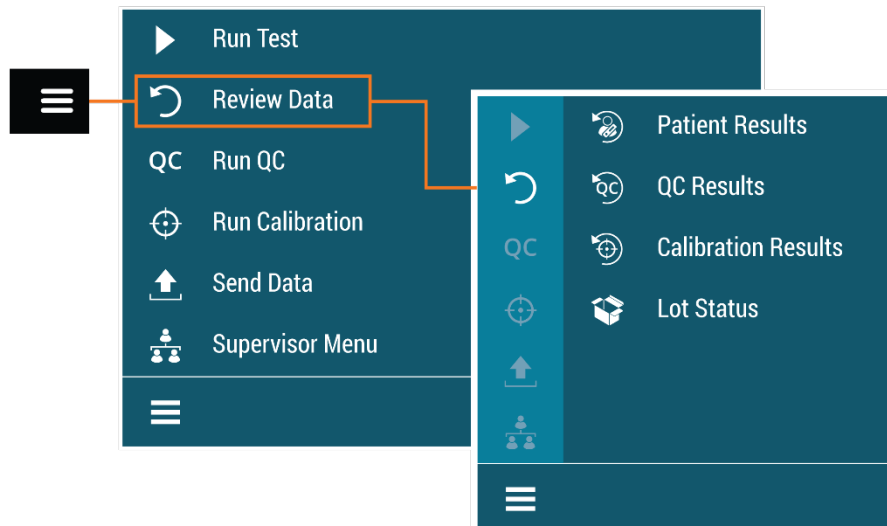 Run Test
Review Data
QC Run QC
Run Calibration
Send Data
Supervisor Menu
Patient Results
QC QC Results
QC
Calibration Results
Lot Status